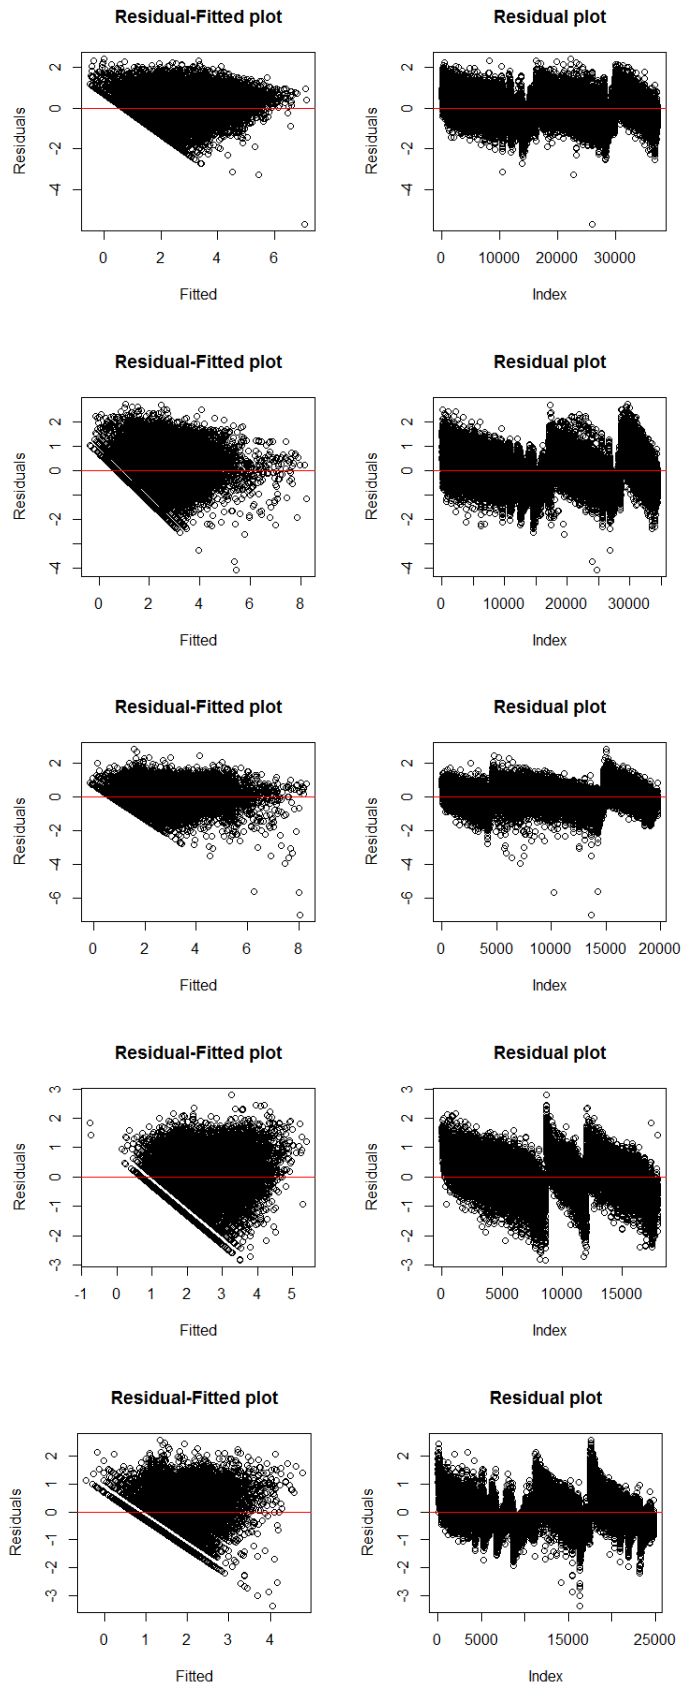 Residual-Fitted plot
Residuals
2
0
-2
-4
0 2 4 6
Fitted
Residual plot
Residuals
2
0
-2
-4
0 10000 20000 30000
Index
Residual-Fitted plot
Residuals
2
1
0
-2
-4
0 2 4 6 8
Fitted
Residual plot
Residuals
2
1
0
-2
-4
0 10000 20000 30000
Index
Residual-Fitted plot
Residuals
2
0
-2
-4
-6
0 2 4 6 8
Fitted
Residual plot
Residuals
2
0
-2
-4
-6
0 5000 10000 15000 20000
Index
Residual-Fitted plot
Residuals
3
2
1
0
-1
-2
-3
-1 0 1 2 3 4 5
Fitted
Residual plot
Residuals
3
2
1
0
-1
-2
-3
0 5000 10000 15000
Index
Residual-Fitted plot
Residuals
2
1
0
-1
-2
-3
0 1 2 3 4
Fitted
Residual plot
Residuals
2
1
0
-1
-2
-3
0 5000 15000 25000
Index